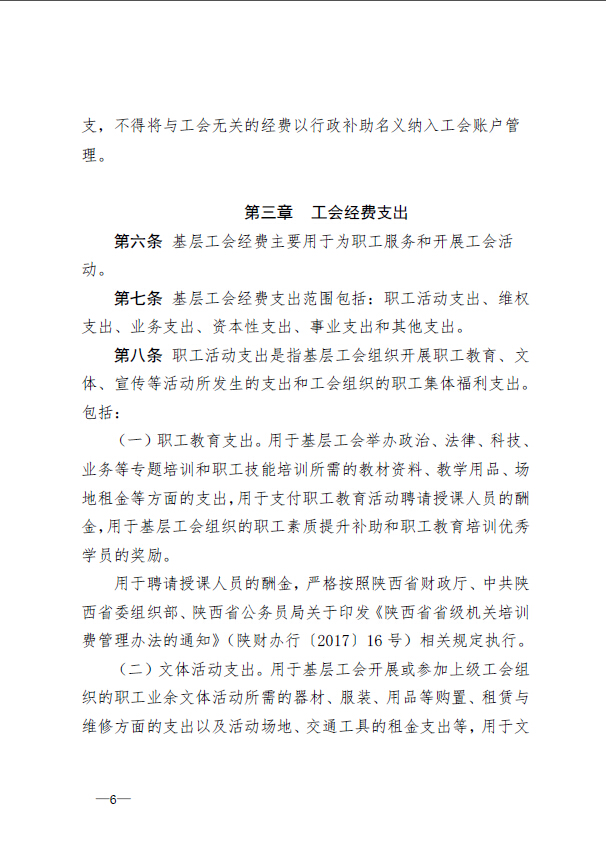 支，不得将与工会无关的经费以行政补助名义纳入工会账户管
理。
第三章 工会经费支出
第六条 基层工会经费主要用于为职工服务和开展工会活
动。
第七条 基层工会经费支出范围包括：职工活动支出、维权
支出、业务支出、资本性支出、事业支出和其他支出。
第八条 职工活动支出是指基层工会组织开展职工教育、文
体、宣传等活动所发生的支出和工会组织的职工集体福利支出。
包括：
（一）职工教育支出。用于基层工会举办政治、法律、科技、
业务等专题培训和职工技能培训所需的教材资料、教学用品、场
地租金等方面的支出，用于支付职工教育活动聘请授课人员的酬
金，用于基层工会组织的职工素质提升补助和职工教育培训优秀
学员的奖励。
用于聘请授课人员的酬金，严格按照陕西省财政厅、中共陕
西省委组织部、陕西省公务员局关于印发《陕西省省级机关培训
费管理办法的通知》（陕财办行〔2017〕16 号）相关规定执行。
（二）文体活动支出。用于基层工会开展或参加上级工会组
织的职工业余文体活动所需的器材、服装、用品等购置、租赁与
维修方面的支出以及活动场地、交通工具的租金支出等，用于文
—6—